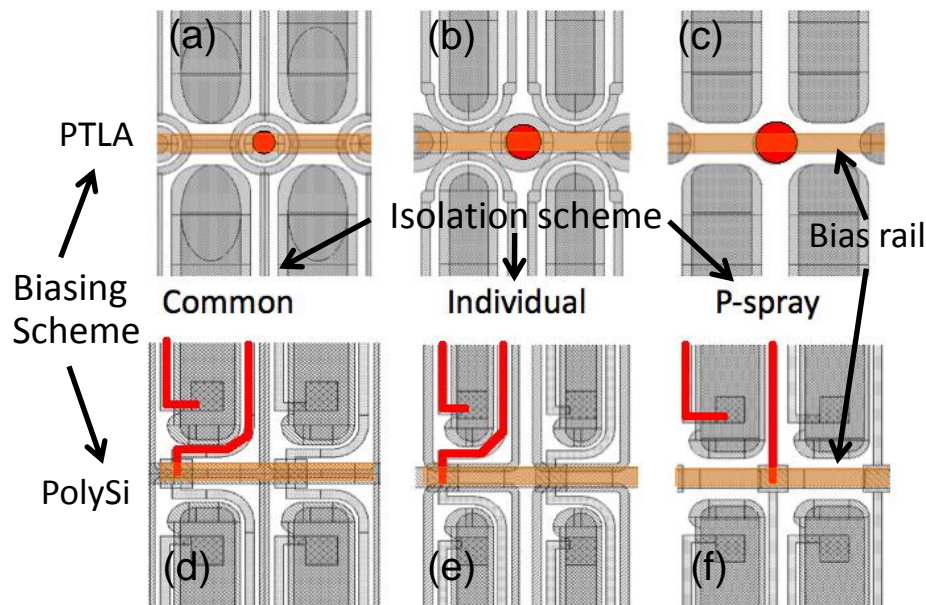 (a)
(b)
(c)
PTLA
Isolation scheme
Bias rail
Biasing
Scheme
Common
Individual
P-spray
PolySi
(d)
(e)
(f)